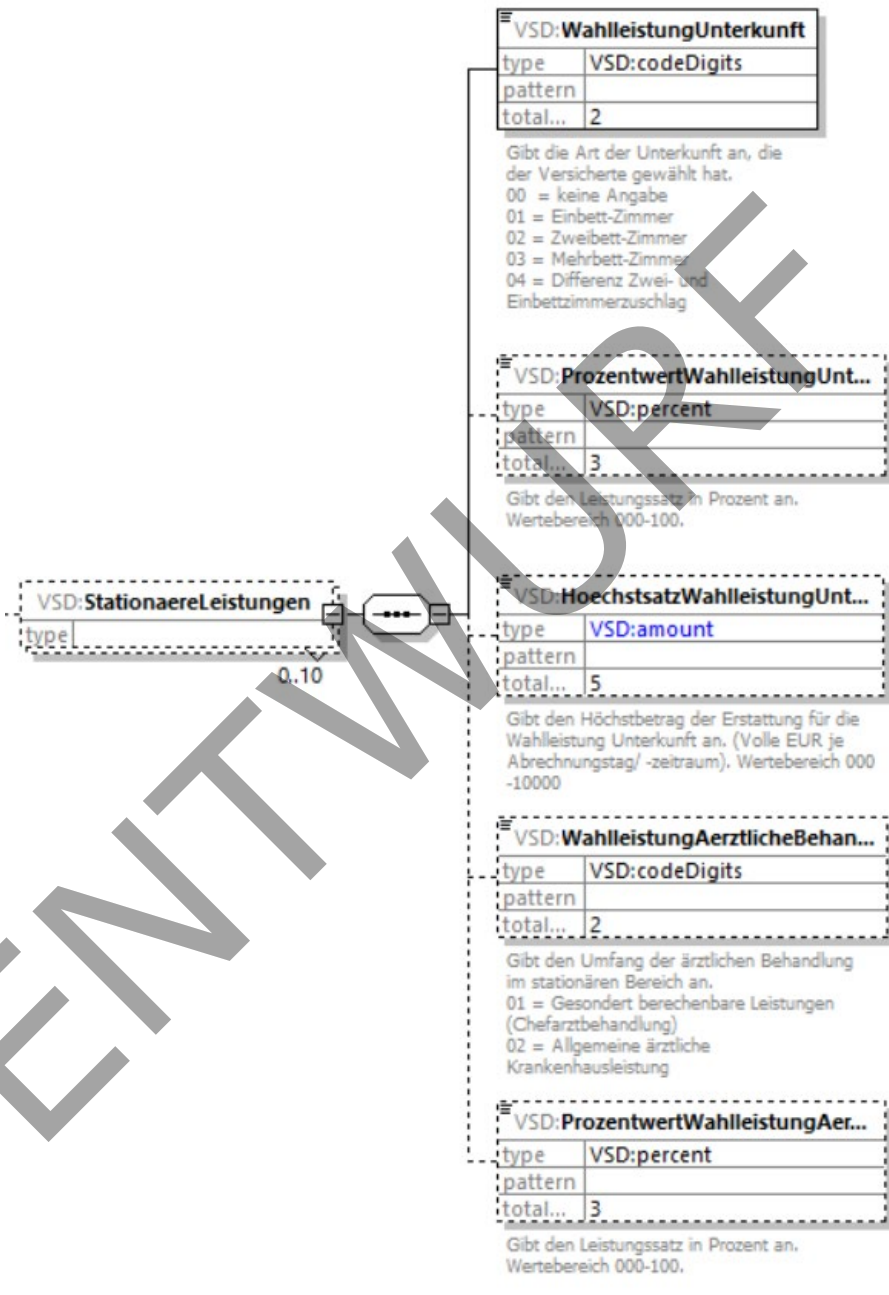 VSD:WahlleistungUnterkunft
type VSD:codeDigits
pattern
total... 2
Gibt die Art der Unterkunft an, die
der Versicherte gewählt hat.
00 = keine Angabe
01 = Einbett-Zimmer
02 = Zweibett-Zimmer
03 = Mehrbett-Zimmer
04 = Differenz Zwei- und
Einbettzimmerzuschlag
VSD:ProzentwertWahlleistungUnt...
type VSD:percent
pattern
total... 3
Gibt den Leistungssatz in Prozent an.
Wertebereich 000-100.
VSD:StationaereLeistungen
type
0..10
VSD:HoechstsatzWahlleistungUnt...
type VSD:amount
pattern
total... 5
Gibt den Höchstbetrag der Erstattung für die
Wahlleistung Unterkunft an. (Volle EUR je
Abrechnungstag/ -zeitraum). Wertebereich 000
-10000
VSD:WahlleistungAerztlicheBehan...
type VSD:codeDigits
pattern
total... 2
Gibt den Umfang der ärztlichen Behandlung
im stationären Bereich an.
01 = Gesondert berechenbare Leistungen
(Chefarztbehandlung)
02 = Allgemeine ärztliche
Krankenhausleistung
VSD:ProzentwertWahlleistungAer...
type VSD:percent
pattern
total... 3
Gibt den Leistungssatz in Prozent an.
Wertebereich 000-100.
ENTWURF